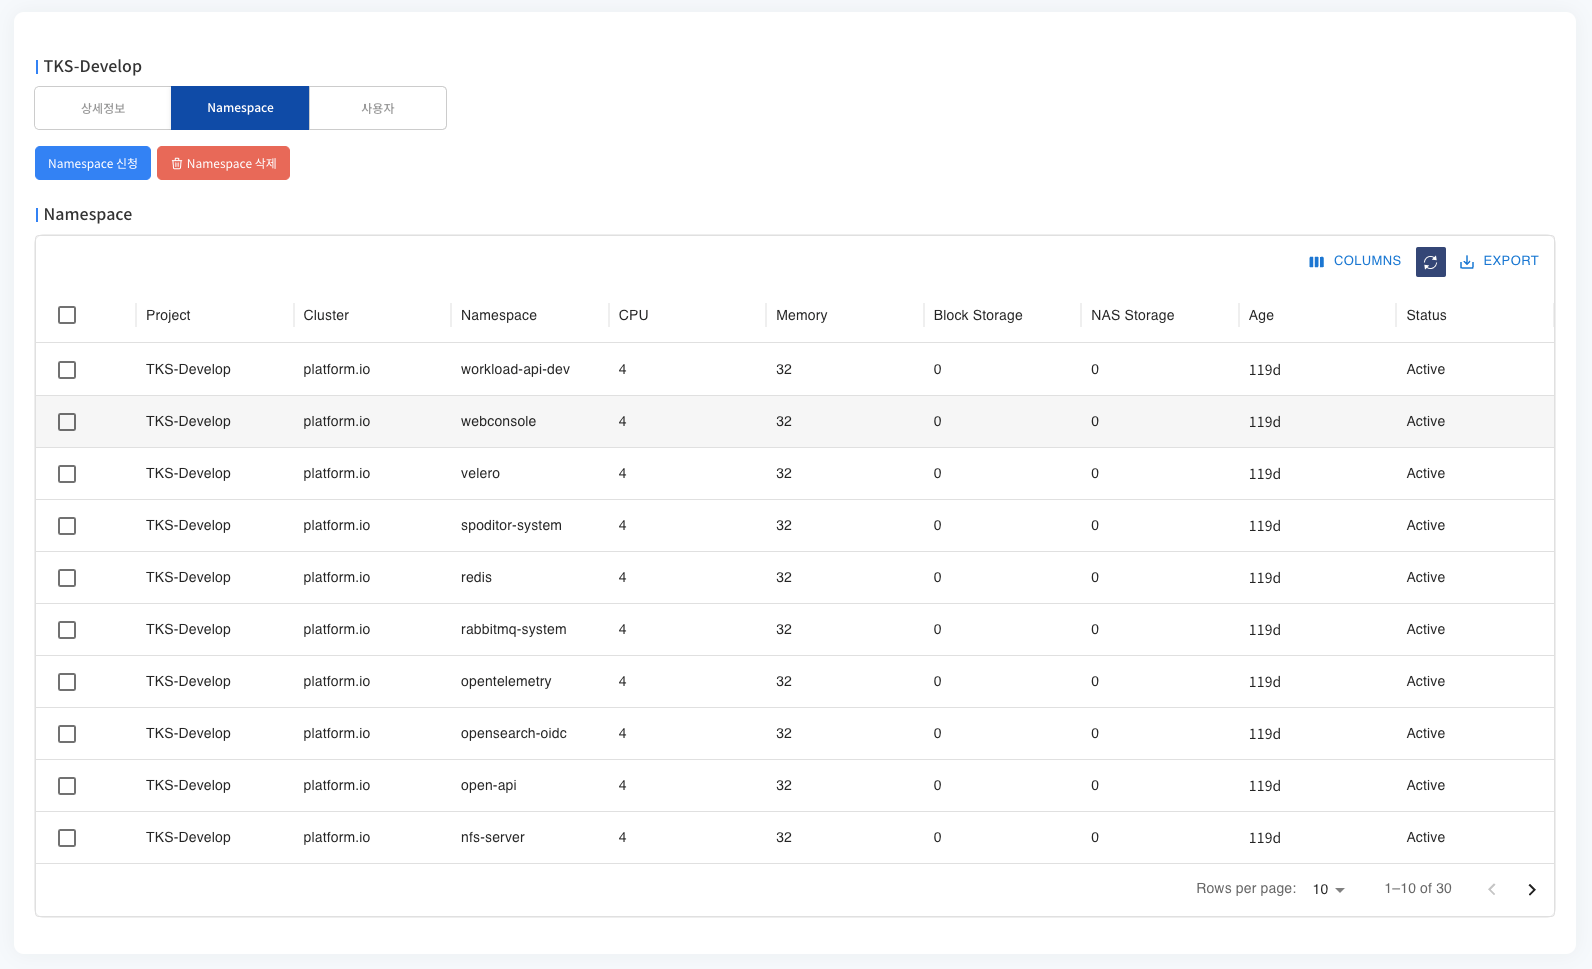 TKS-Develop
상세정보 Namespace 사용자
Namespace 신청 Namespace 삭제
Namespace
COLUMNS EXPORT
Project Cluster Namespace CPU Memory Block Storage NAS Storage Age Status
TKS-Develop platform.io workload-api-dev 4 32 0 0 119d Active
TKS-Develop platform.io webconsole 4 32 0 0 119d Active
TKS-Develop platform.io velero 4 32 0 0 119d Active
TKS-Develop platform.io spoditor-system 4 32 0 0 119d Active
TKS-Develop platform.io redis 4 32 0 0 119d Active
TKS-Develop platform.io rabbitmq-system 4 32 0 0 119d Active
TKS-Develop platform.io opentelemetry 4 32 0 0 119d Active
TKS-Develop platform.io opensearch-oidc 4 32 0 0 119d Active
TKS-Develop platform.io open-api 4 32 0 0 119d Active
TKS-Develop platform.io nfs-server 4 32 0 0 119d Active
Rows per page: 10 1–10 of 30